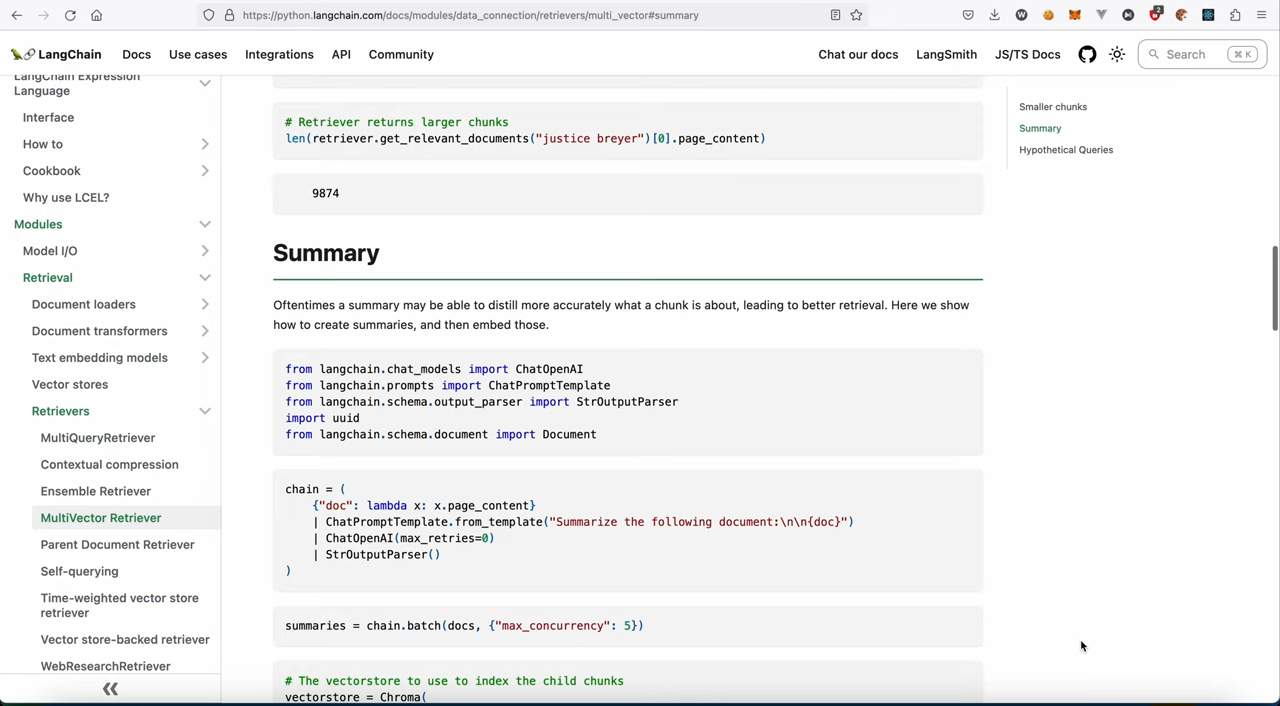 https://python.langchain.com/docs/modules/data_connection/retrievers/multi_vector#summary
2
LangChain
Docs
Use cases
Integrations
API
Community
Chat our docs
LangSmith
JS/TS Docs
Search
⌘ K
LangChain Expression
Language
Interface
How to
Cookbook
Why use LCEL?
Modules
Model I/O
Retrieval
Document loaders
Document transformers
Text embedding models
Vector stores
Retrievers
MultiQueryRetriever
Contextual compression
Ensemble Retriever
MultiVector Retriever
Parent Document Retriever
Self-querying
Time-weighted vector store
retriever
Vector store-backed retriever
WebResearchRetriever
# Retriever returns larger chunks
len(retriever.get_relevant_documents("justice breyer")[0].page_content)
9874
Summary
Oftentimes a summary may be able to distill more accurately what a chunk is about, leading to better retrieval. Here we show
how to create summaries, and then embed those.
from langchain.chat_models import ChatOpenAI
from langchain.prompts import ChatPromptTemplate
from langchain.schema.output_parser import StrOutputParser
import uuid
from langchain.schema.document import Document
chain = (
    {"doc": lambda x: x.page_content}
    | ChatPromptTemplate.from_template("Summarize the following document:\n\n{doc}")
    | ChatOpenAI(max_retries=0)
    | StrOutputParser()
)
summaries = chain.batch(docs, {"max_concurrency": 5})
# The vectorstore to use to index the child chunks
vectorstore = Chroma(
Smaller chunks
Summary
Hypothetical Queries